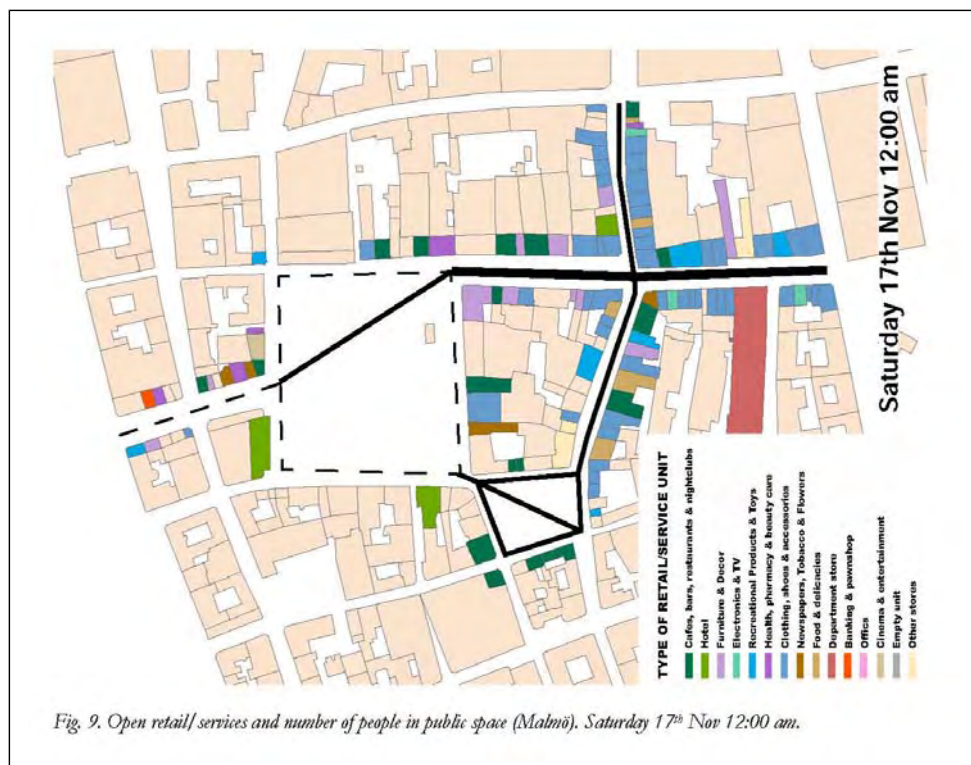 Saturday 17th Nov 12:00 am
TYPE OF RETAIL/SERVICE UNIT
Cafes, bars, restaurants & nightclubs
Hotel
Furniture & Decor
Electronics & TV
Recreational Products & Toys
Health, pharmacy & beauty care
Clothing, shoes & accessories
Newspapers, Tobacco & Flowers
Food & delicacies
Department store
Banking & pawnshop
Office
Cinema & entertainment
Empty unit
Other stores
Fig. 9. Open retail/ services and number of people in public space (Malmö). Saturday 17th Nov 12:00 am.